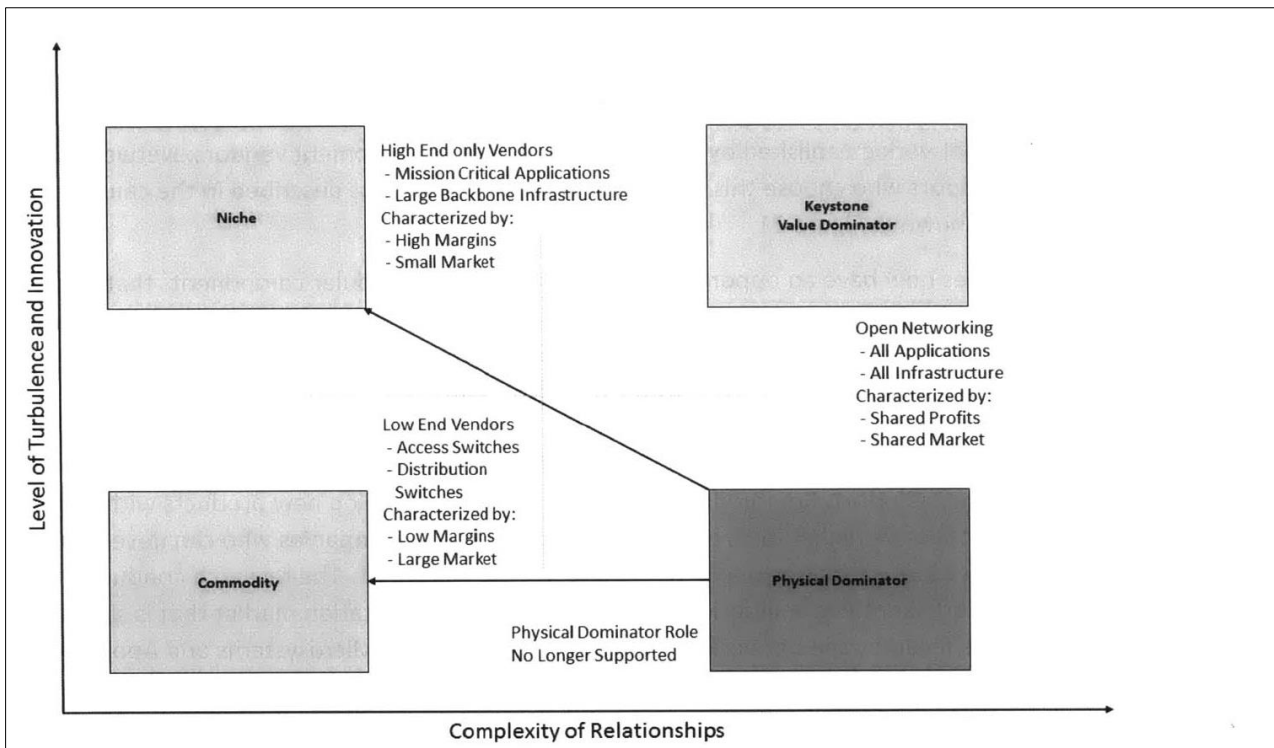 High End only Vendors
- Mission Critical Applications
- Large Backbone Infrastructure
Characterized by:
- High Margins
- Small Market
Niche
Keystone
Value Dominator
Open Networking
- All Applications
- All Infrastructure
Characterized by:
- Shared Profits
- Shared Market
Low End Vendors
- Access Switches
- Distribution
Switches
Characterized by:
- Low Margins
- Large Market
Commodity
Physical Dominator
Physical Dominator Role
No Longer Supported
Level of Turbulence and Innovation
Complexity of Relationships